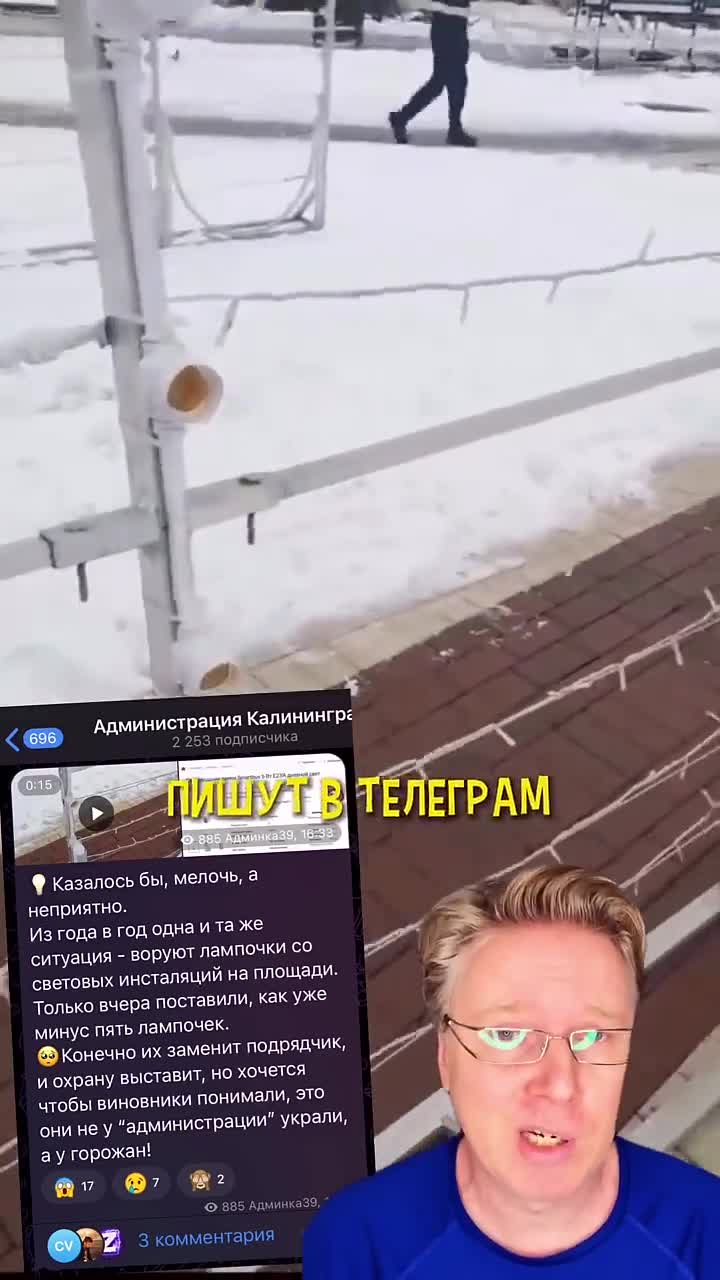 696
Администрация Калинингра
2 253 подписчика
0:15
ПИШУТ В ТЕЛЕГРАМ
885 Админка39, 16:33
💡 Казалось бы, мелочь, а
неприятно.
Из года в год одна и та же
ситуация - воруют лампочки со
световых инсталяций на площади.
Только вчера поставили, как уже
минус пять лампочек.
🥺Конечно их заменит подрядчик,
и охрану выставит, но хочется
чтобы виновники понимали, это
они не у “администрации” украли,
а у горожан!
😱 17 😢 7 🙈 2
885 Админка39, 1
CV Z 3 комментария